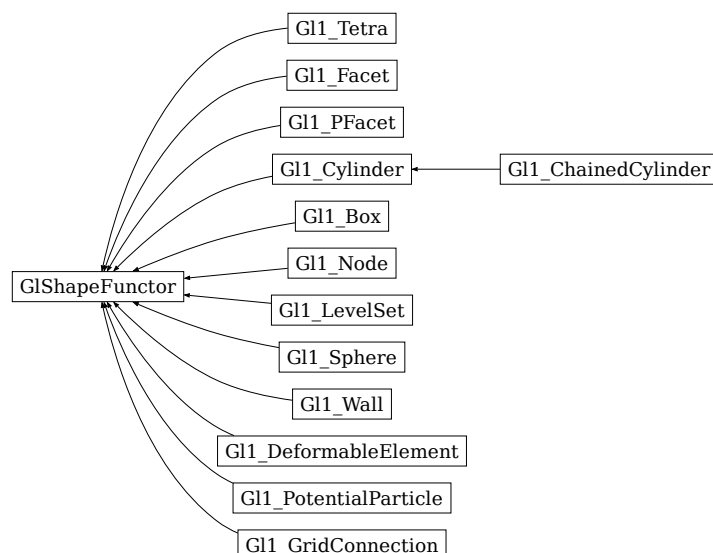 Gl1_Tetra
Gl1_Facet
Gl1_PFacet
Gl1_Cylinder
Gl1_ChainedCylinder
Gl1_Box
Gl1_Node
GlShapeFunctor
Gl1_LevelSet
Gl1_Sphere
Gl1_Wall
Gl1_DeformableElement
Gl1_PotentialParticle
Gl1_GridConnection